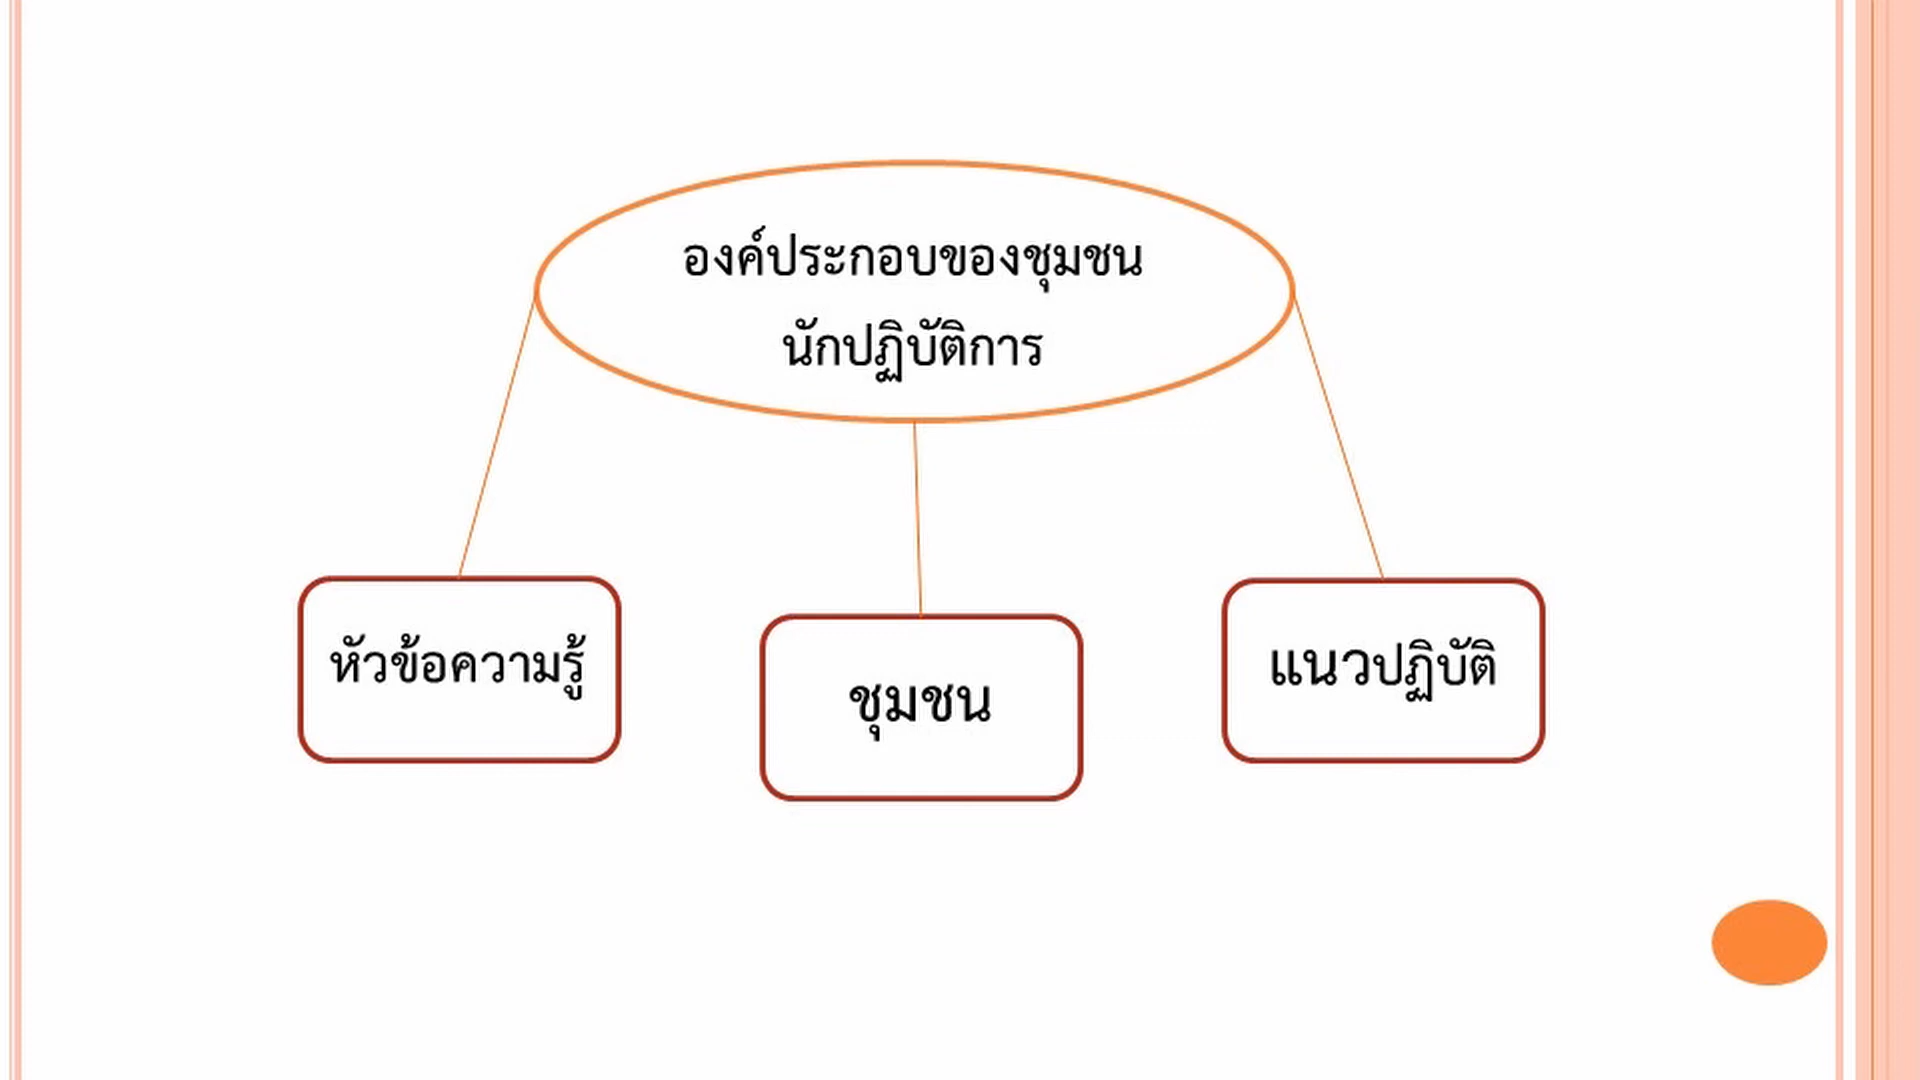 องค์ประกอบของชุมชน
นักปฏิบัติการ
หัวข้อความรู้
ชุมชน
แนวปฏิบัติ